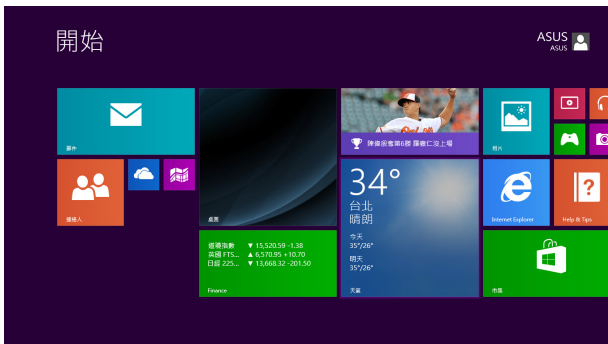 開始
ASUS
ASUS
郵件
桌面
陳偉殷奪第6勝 羅嘉仁沒上場
相片
連絡人
34°
台北
晴朗
今天
35°/26°
明天
35°/26°
天氣
Internet Explorer
Help & Tips
道瓊指數 ▼ 15,520.59 -1.38
英國 FTS... ▲ 6,570.95 +10.70
日經 225... ▼ 13,668.32 -201.50
Finance
市集